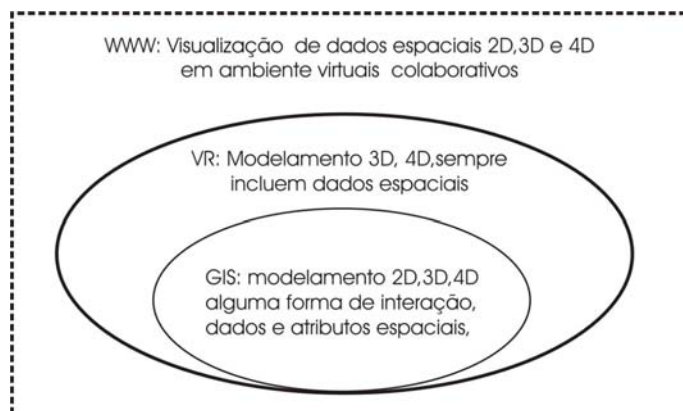 WWW: Visualização de dados espaciais 2D,3D e 4D
em ambiente virtuais colaborativos
VR: Modelamento 3D, 4D,sempre
incluem dados espaciais
GIS: modelamento 2D,3D,4D
alguma forma de interação,
dados e atributos espaciais,